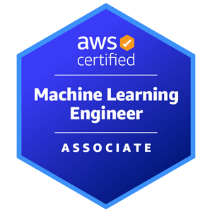 aws
certified
Machine Learning
Engineer
ASSOCIATE